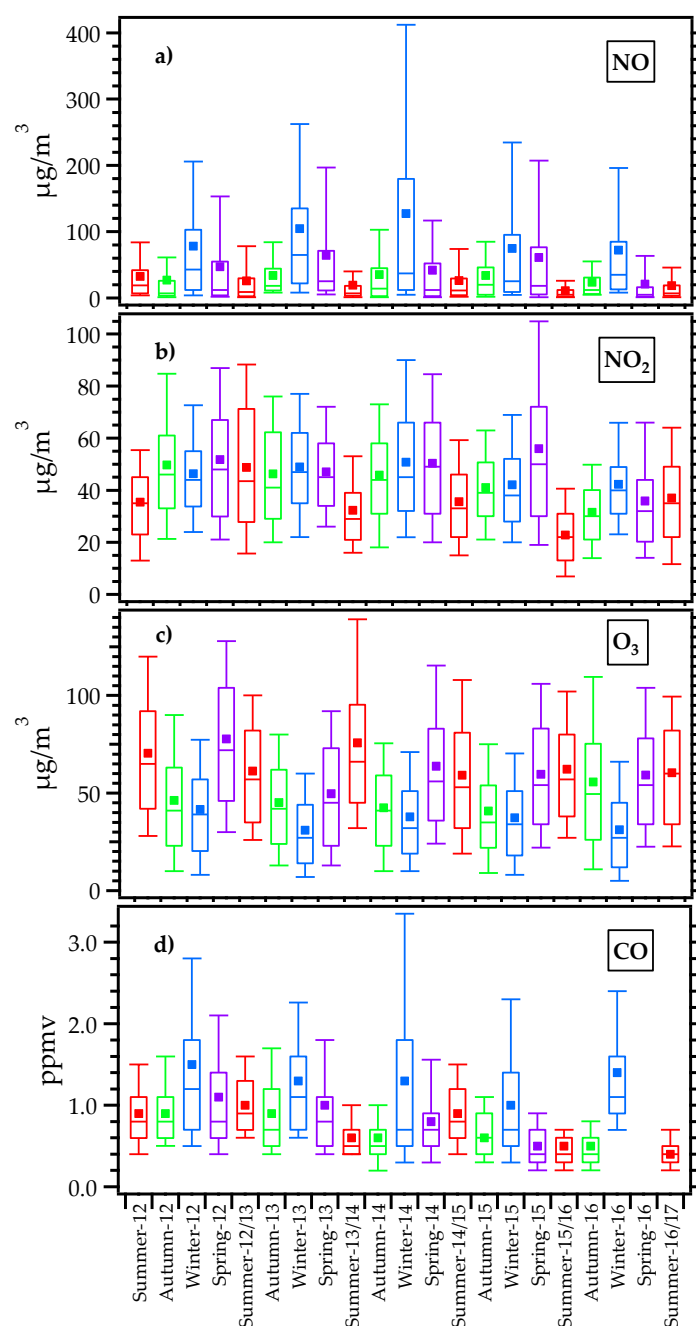 a)
NO
400
300
200
100
0
µg/m³
b)
NO₂
100
80
60
40
20
0
µg/m³
c)
O₃
100
50
0
µg/m³
d)
CO
3.0
2.0
1.0
0.0
ppmv
Summer-12
Autumn-12
Winter-12
Spring-12
Summer-12/13
Autumn-13
Winter-13
Spring-13
Summer-13/14
Autumn-14
Winter-14
Spring-14
Summer-14/15
Autumn-15
Winter-15
Spring-15
Summer-15/16
Autumn-16
Winter-16
Spring-16
Summer-16/17